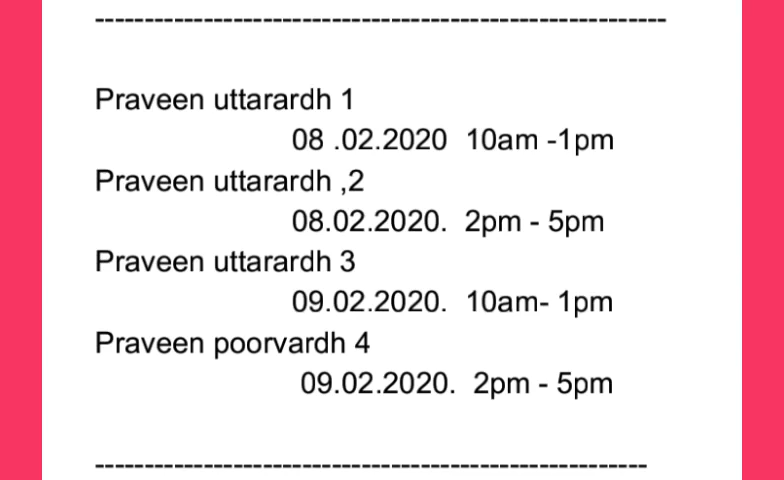 ----------------------------------------------------------
Praveen uttarardh 1
08 .02.2020 10am -1pm
Praveen uttarardh ,2
08.02.2020. 2pm - 5pm
Praveen uttarardh 3
09.02.2020. 10am- 1pm
Praveen poorvardh 4
09.02.2020. 2pm - 5pm
--------------------------------------------------------